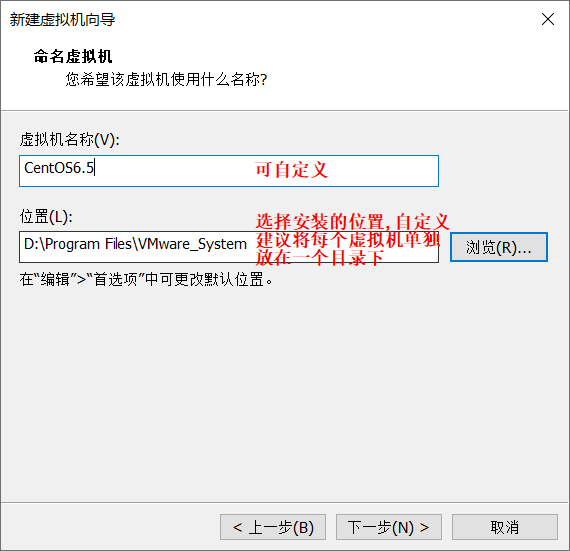 新建虚拟机向导
命名虚拟机
您希望该虚拟机使用什么名称?
虚拟机名称(V):
CentOS6.5
可自定义
位置(L):
选择安装的位置,自定义
建议将每个虚拟机单独
放在一个目录下
D:\Program Files\VMware_System
浏览(R)...
在“编辑”>“首选项”中可更改默认位置。
< 上一步(B)
下一步(N) >
取消